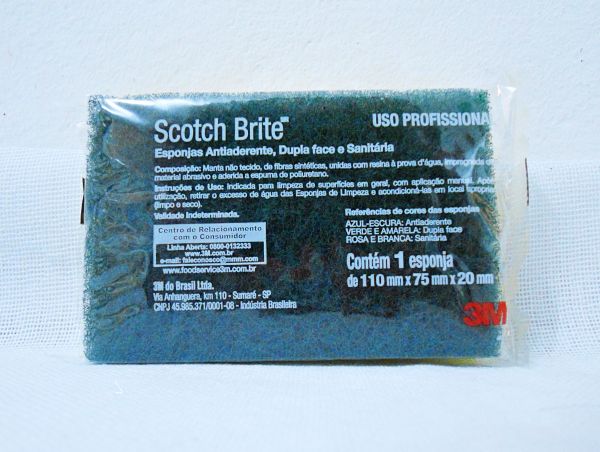 Scotch Brite™
USO PROFISSIONA
Esponjas Antiaderente, Dupla face e Sanitária
Composição: Manta não tecido, de fibras sintéticas, unidas com resina à prova d'água, impregnada de
material abrasivo e aderida a espuma de poliuretano.
Instruções de Uso: indicada para limpeza de superfícies em geral, com aplicação manual. Após
utilização, retirar o excesso de água das Esponjas de Limpeza e acondicioná-las em local apropriado
(limpo e seco).
Validade Indeterminada.
Centro de Relacionamento
com o Consumidor
Linha Aberta: 0800-0132333
www.3M.com.br
e-mail: faleconosco@mmm.com
www.foodservice3m.com.br
3M do Brasil Ltda.
Via Anhanguera, km 110 - Sumaré - SP
CNPJ 45.985.371/0001-08 - Indústria Brasileira
Referências de cores das esponjas
AZUL-ESCURA: Antiaderente
VERDE E AMARELA: Dupla face
ROSA E BRANCA: Sanitária
Contém 1 esponja
de 110 mm x 75 mm x 20 mm
3M